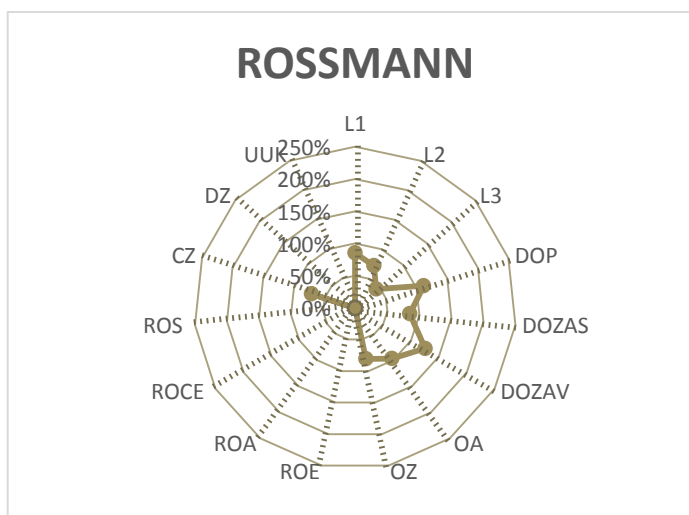 ROSSMANN
L1
L2
L3
DOP
DOZAS
DOZAV
OA
OZ
ROE
ROA
ROCE
ROS
CZ
DZ
UUK
250%
200%
150%
100%
50%
0%